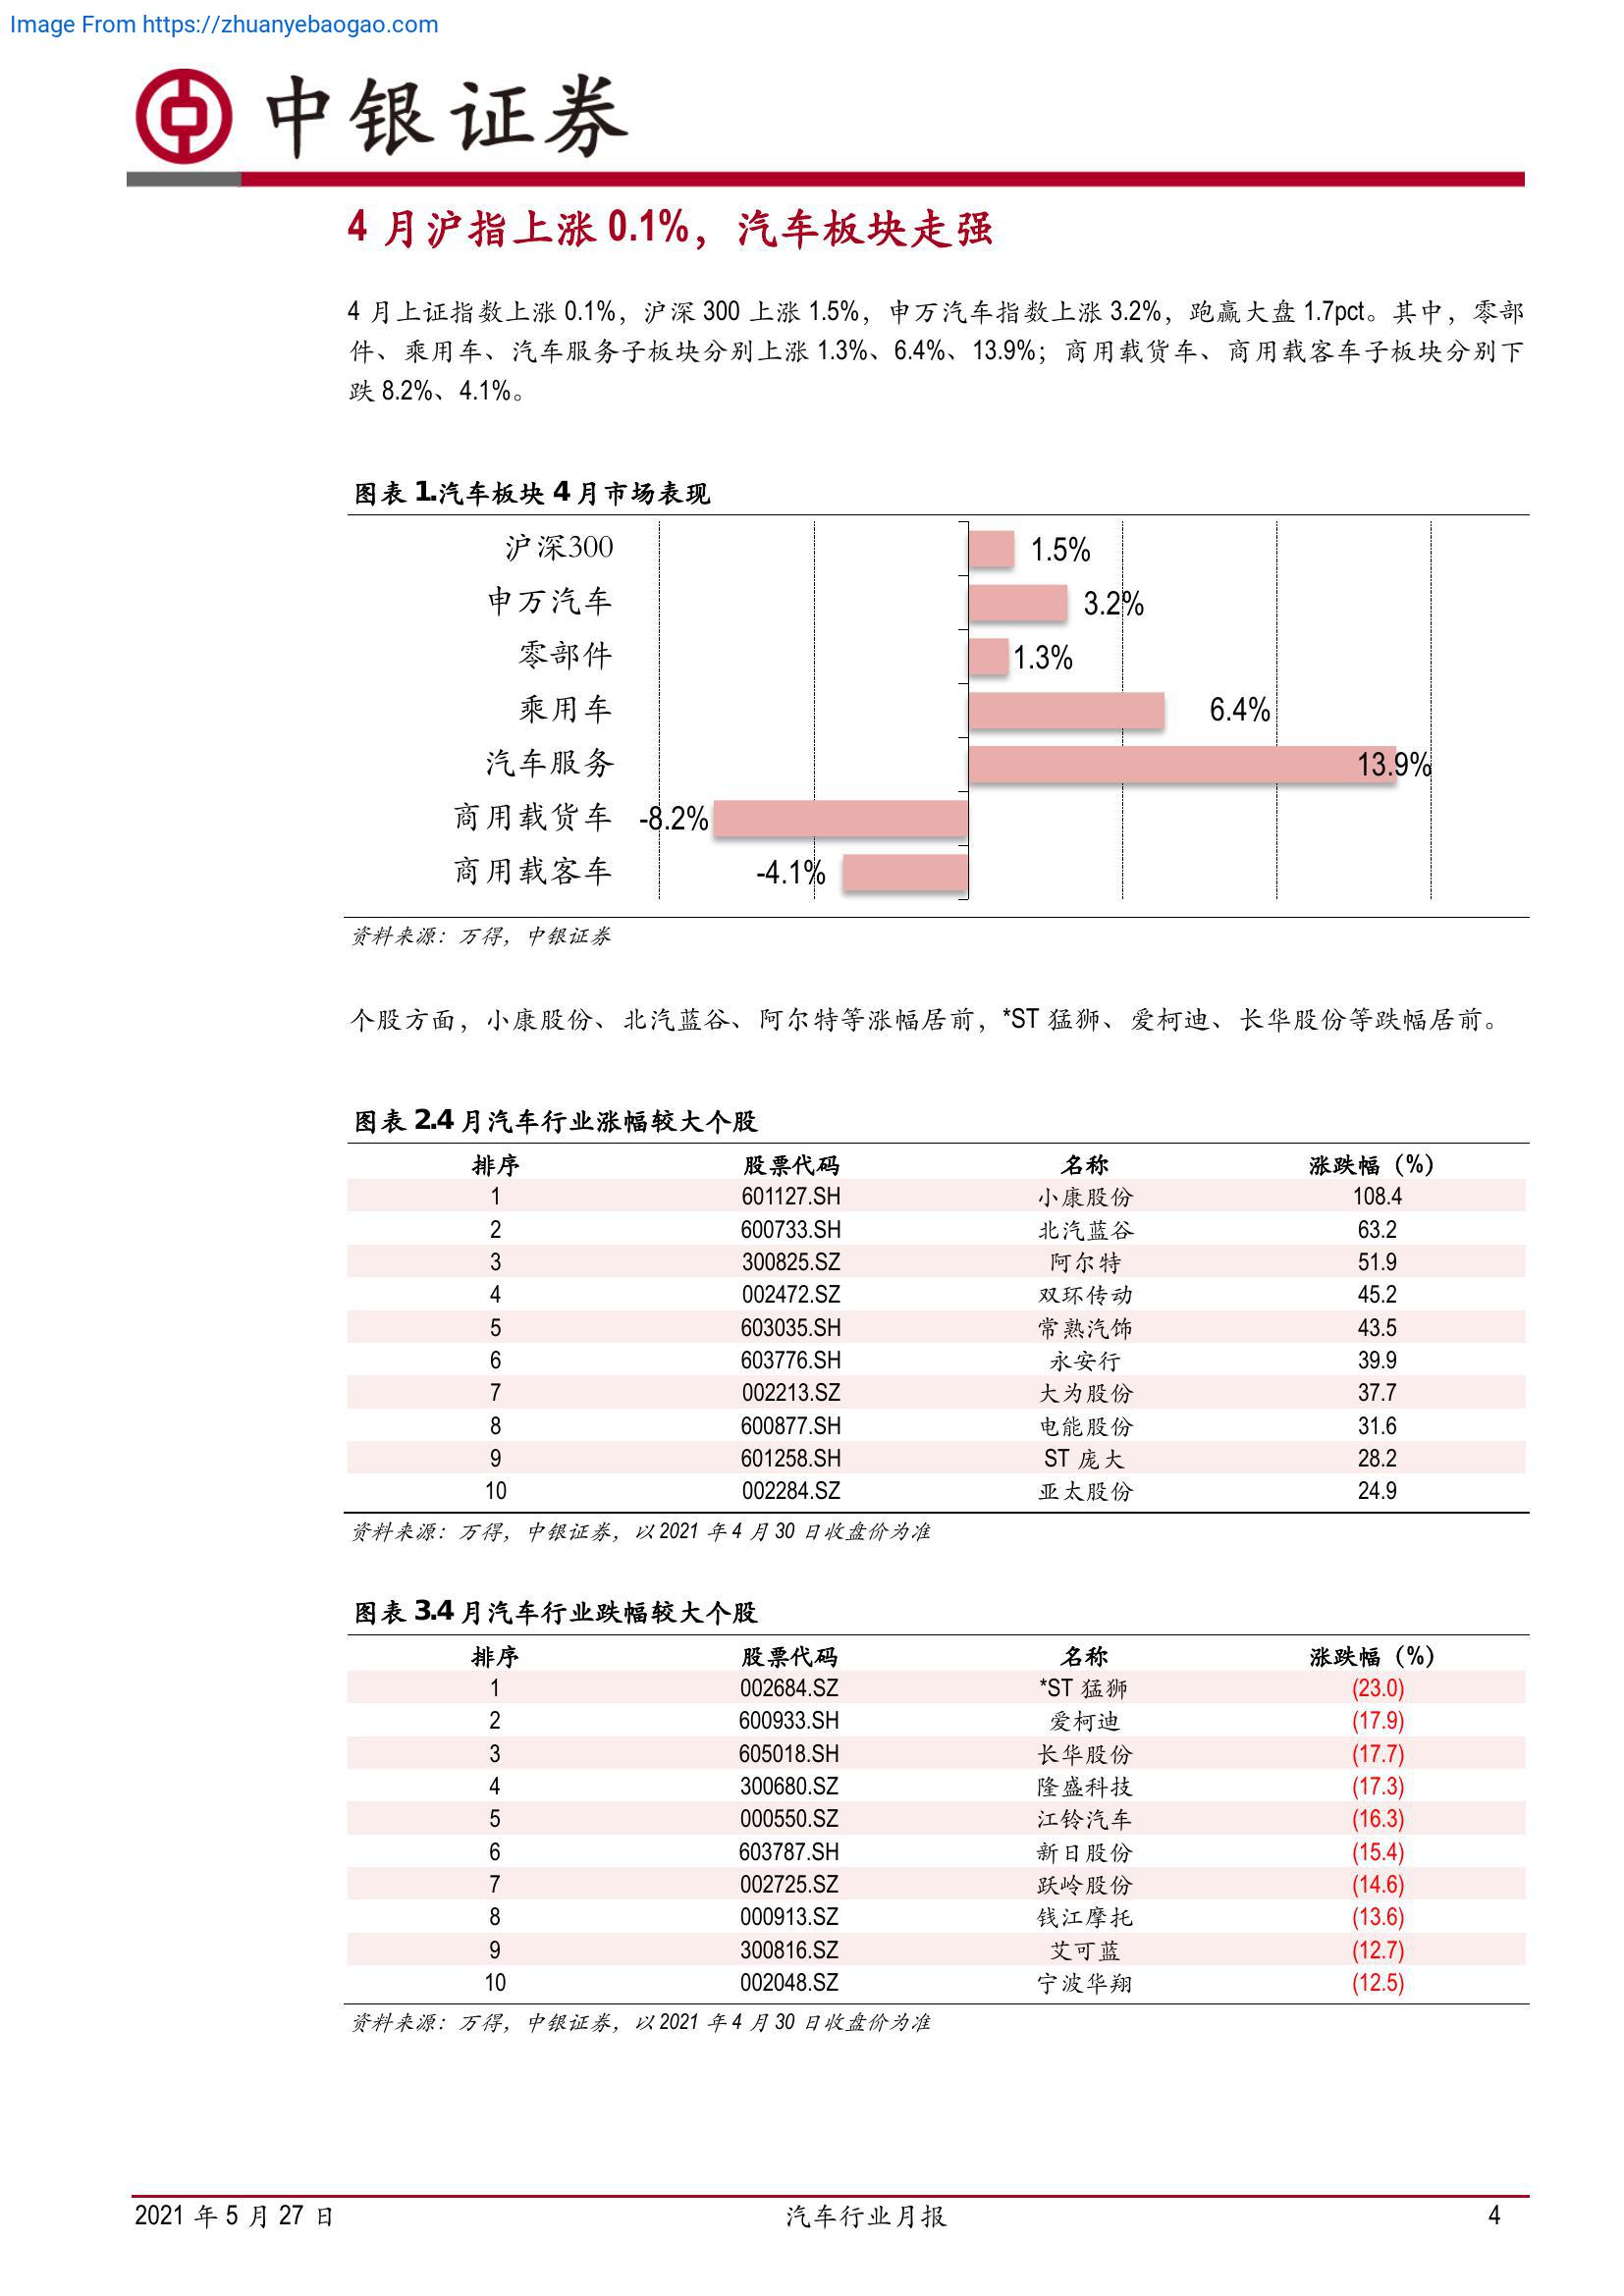 Image From https://zhuanyebaogao.com
中银证券
4 月沪指上涨 0.1%，汽车板块走强
4 月上证指数上涨 0.1%，沪深 300 上涨 1.5%，申万汽车指数上涨 3.2%，跑赢大盘 1.7pct。其中，零部
件、乘用车、汽车服务子板块分别上涨 1.3%、6.4%、13.9%；商用载货车、商用载客车子板块分别下
跌 8.2%、4.1%。
图表 1.汽车板块 4 月市场表现
沪深300 1.5%
申万汽车 3.2%
零部件 1.3%
乘用车 6.4%
汽车服务 13.9%
商用载货车 -8.2%
商用载客车 -4.1%
资料来源：万得，中银证券
个股方面，小康股份、北汽蓝谷、阿尔特等涨幅居前，*ST 猛狮、爱柯迪、长华股份等跌幅居前。
图表 2.4 月汽车行业涨幅较大个股
排序 股票代码 名称 涨跌幅（%）
1 601127.SH 小康股份 108.4
2 600733.SH 北汽蓝谷 63.2
3 300825.SZ 阿尔特 51.9
4 002472.SZ 双环传动 45.2
5 603035.SH 常熟汽饰 43.5
6 603776.SH 永安行 39.9
7 002213.SZ 大为股份 37.7
8 600877.SH 电能股份 31.6
9 601258.SH ST 庞大 28.2
10 002284.SZ 亚太股份 24.9
资料来源：万得，中银证券，以 2021 年 4 月 30 日收盘价为准
图表 3.4 月汽车行业跌幅较大个股
排序 股票代码 名称 涨跌幅（%）
1 002684.SZ *ST 猛狮 (23.0)
2 600933.SH 爱柯迪 (17.9)
3 605018.SH 长华股份 (17.7)
4 300680.SZ 隆盛科技 (17.3)
5 000550.SZ 江铃汽车 (16.3)
6 603787.SH 新日股份 (15.4)
7 002725.SZ 跃岭股份 (14.6)
8 000913.SZ 钱江摩托 (13.6)
9 300816.SZ 艾可蓝 (12.7)
10 002048.SZ 宁波华翔 (12.5)
资料来源：万得，中银证券，以 2021 年 4 月 30 日收盘价为准
2021 年 5 月 27 日 汽车行业月报 4